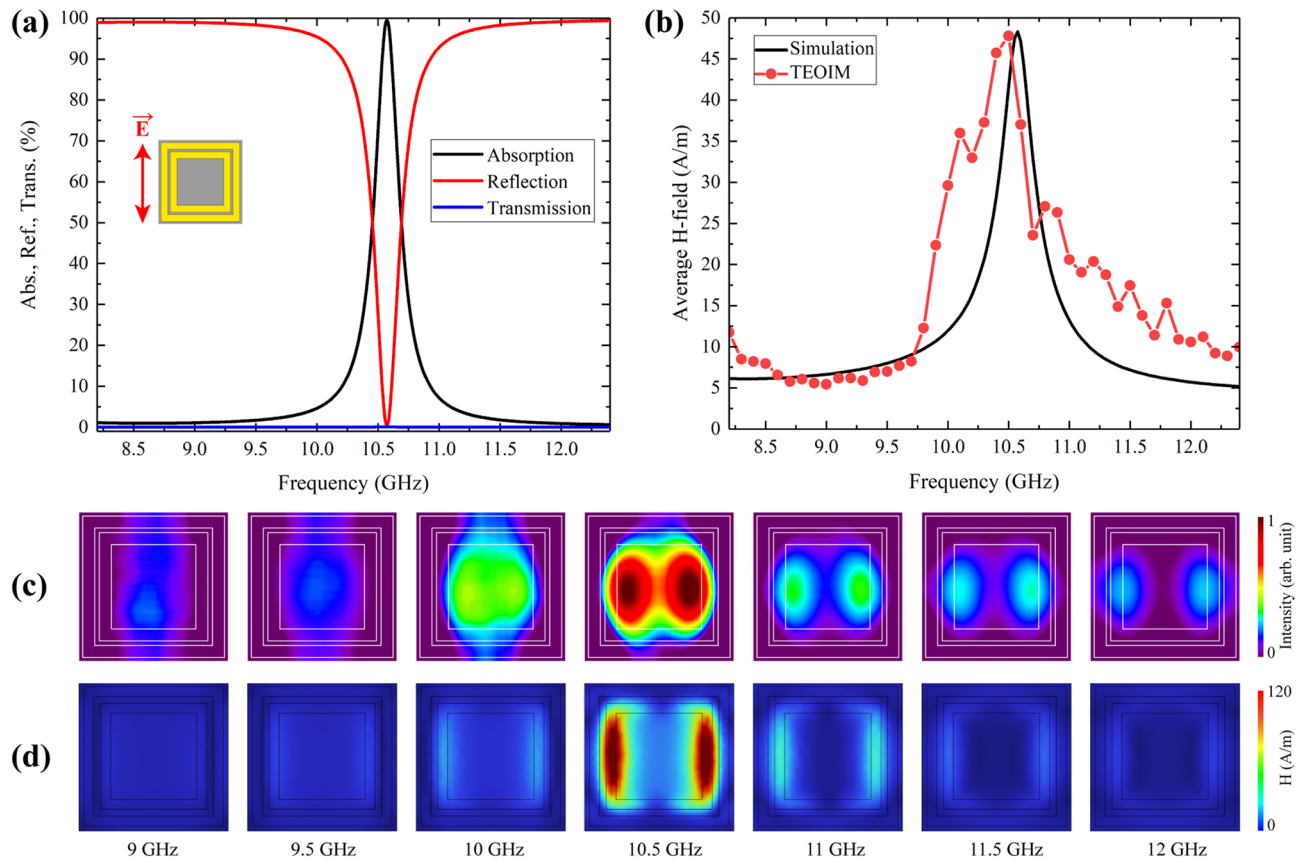 (a)
100
90
80
70
60
50
40
30
20
10
0
Abs., Ref., Trans. (%)
E
Absorption
Reflection
Transmission
8.5 9.0 9.5 10.0 10.5 11.0 11.5 12.0
Frequency (GHz)
(b)
50
45
40
35
30
25
20
15
10
5
0
Average H-field (A/m)
Simulation
TEOIM
8.5 9.0 9.5 10.0 10.5 11.0 11.5 12.0
Frequency (GHz)
(c)
1
0
Intensity (arb. unit)
(d)
120
0
H (A/m)
9 GHz 9.5 GHz 10 GHz 10.5 GHz 11 GHz 11.5 GHz 12 GHz